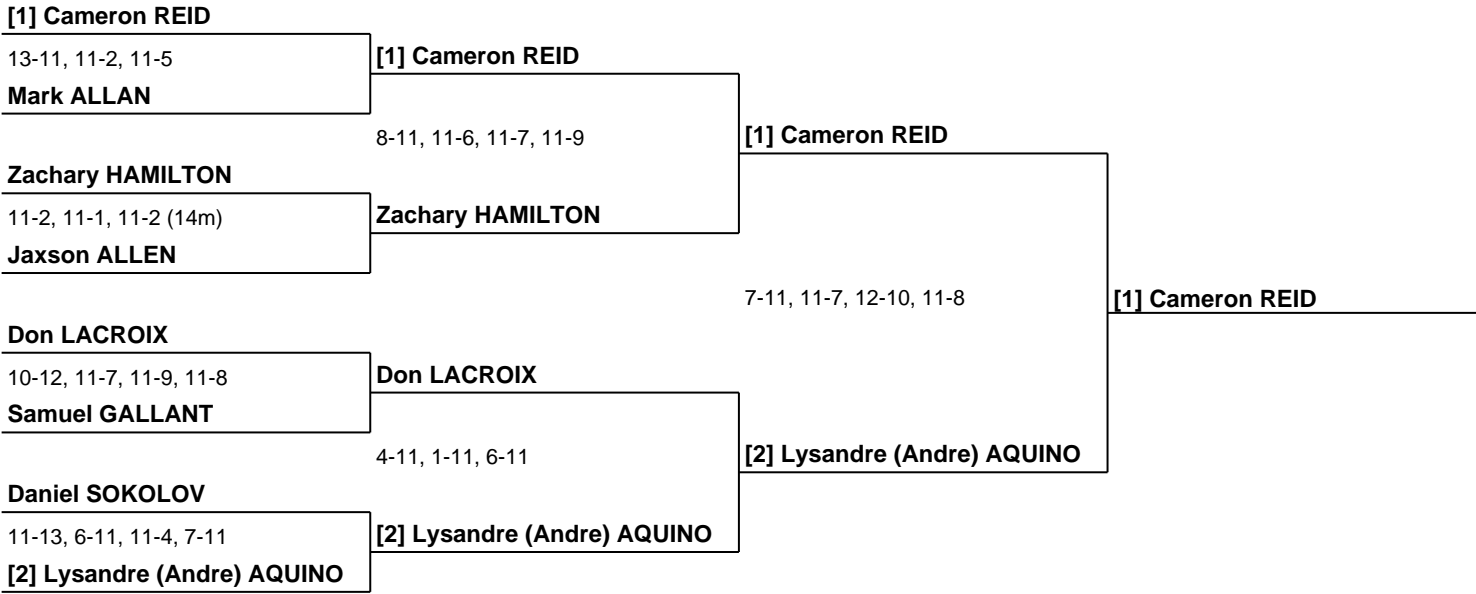 [1] Cameron REID
13-11, 11-2, 11-5
Mark ALLAN
[1] Cameron REID
8-11, 11-6, 11-7, 11-9
Zachary HAMILTON
11-2, 11-1, 11-2 (14m)
Jaxson ALLEN
Zachary HAMILTON
[1] Cameron REID
7-11, 11-7, 12-10, 11-8
[1] Cameron REID
Don LACROIX
10-12, 11-7, 11-9, 11-8
Samuel GALLANT
Don LACROIX
4-11, 1-11, 6-11
[2] Lysandre (Andre) AQUINO
Daniel SOKOLOV
11-13, 6-11, 11-4, 7-11
[2] Lysandre (Andre) AQUINO
[2] Lysandre (Andre) AQUINO